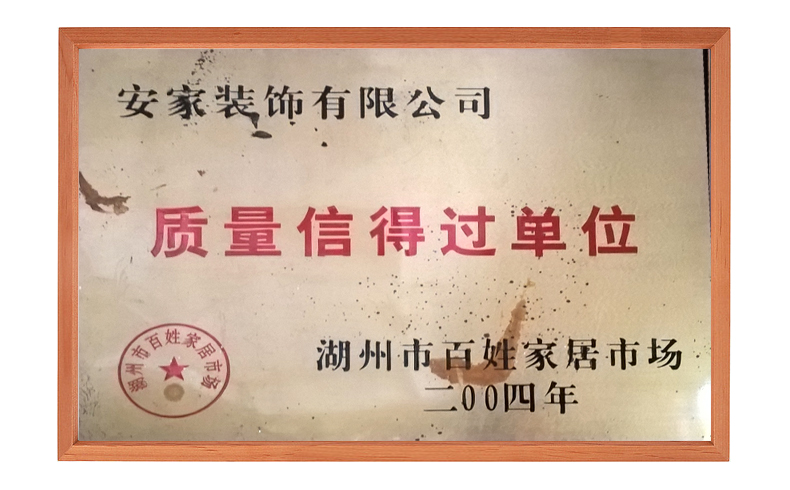 安家装饰有限公司
质量信得过单位
湖州市百姓家居市场
湖州市百姓家居市场
二00四年